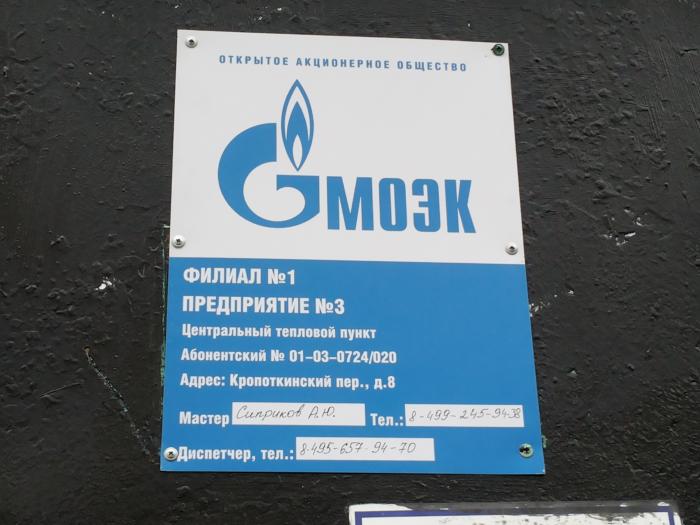 ОТКРЫТОЕ АКЦИОНЕРНОЕ ОБЩЕСТВО
МОЭК
ФИЛИАЛ №1
ПРЕДПРИЯТИЕ №3
Центральный тепловой пункт
Абонентский № 01-03-0724/020
Адрес: Кропоткинский пер., д.8
Мастер Сиприков А.Ю. Тел.: 8-499-245-94-38
Диспетчер, тел.: 8-495-657-94-70